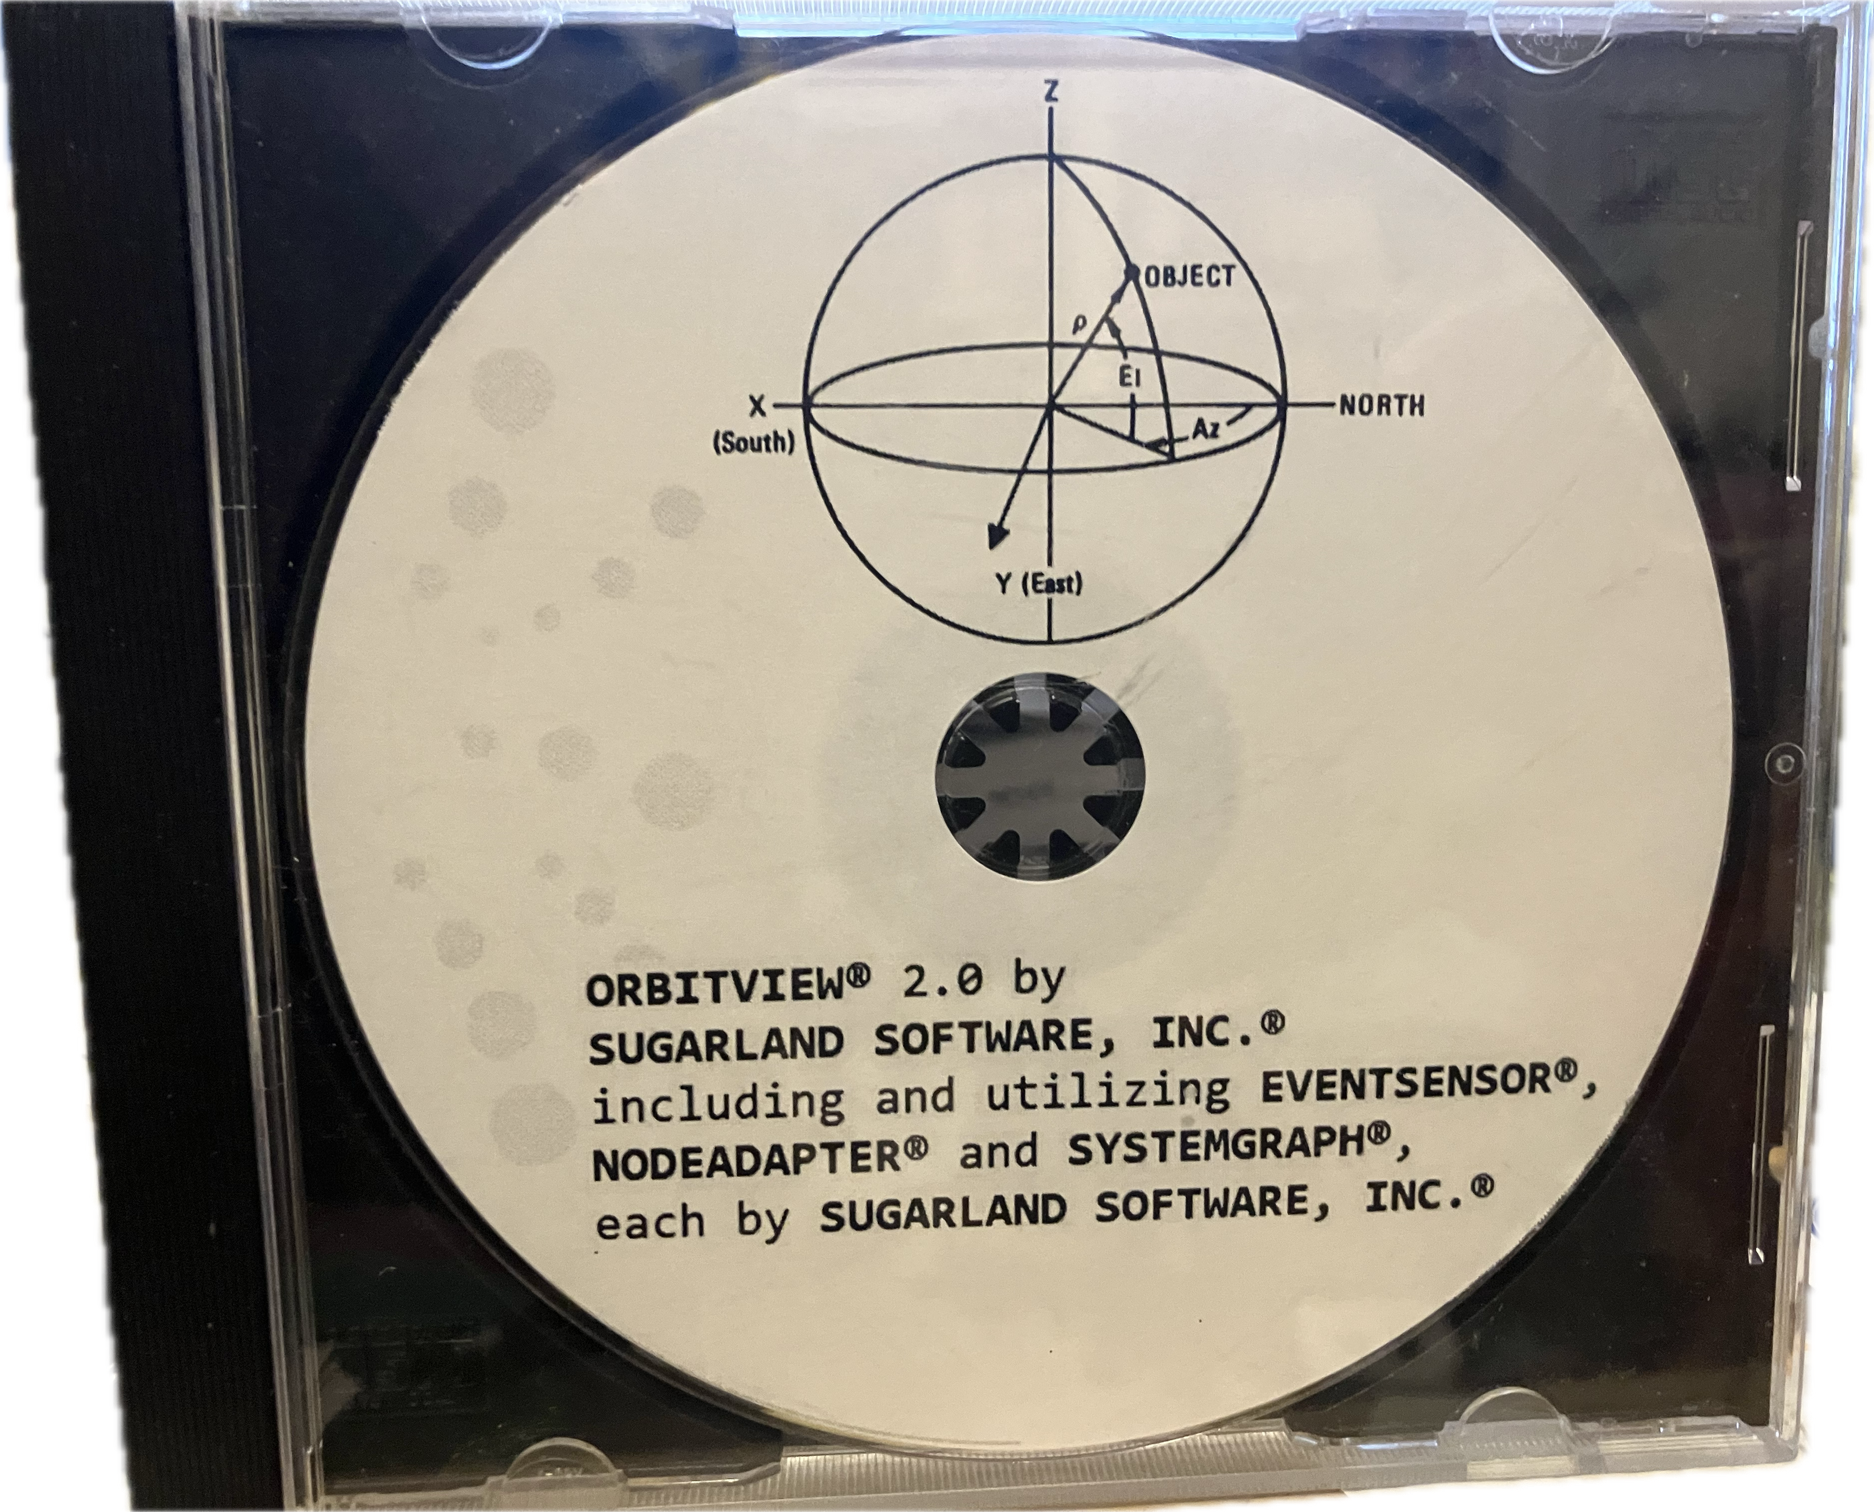 Z
OBJECT
ρ
El
X
NORTH
Az
(South)
Y (East)
ORBITVIEW® 2.0 by
SUGARLAND SOFTWARE, INC.®
including and utilizing EVENTSENSOR®,
NODEADAPTER® and SYSTEMGRAPH®,
each by SUGARLAND SOFTWARE, INC.®